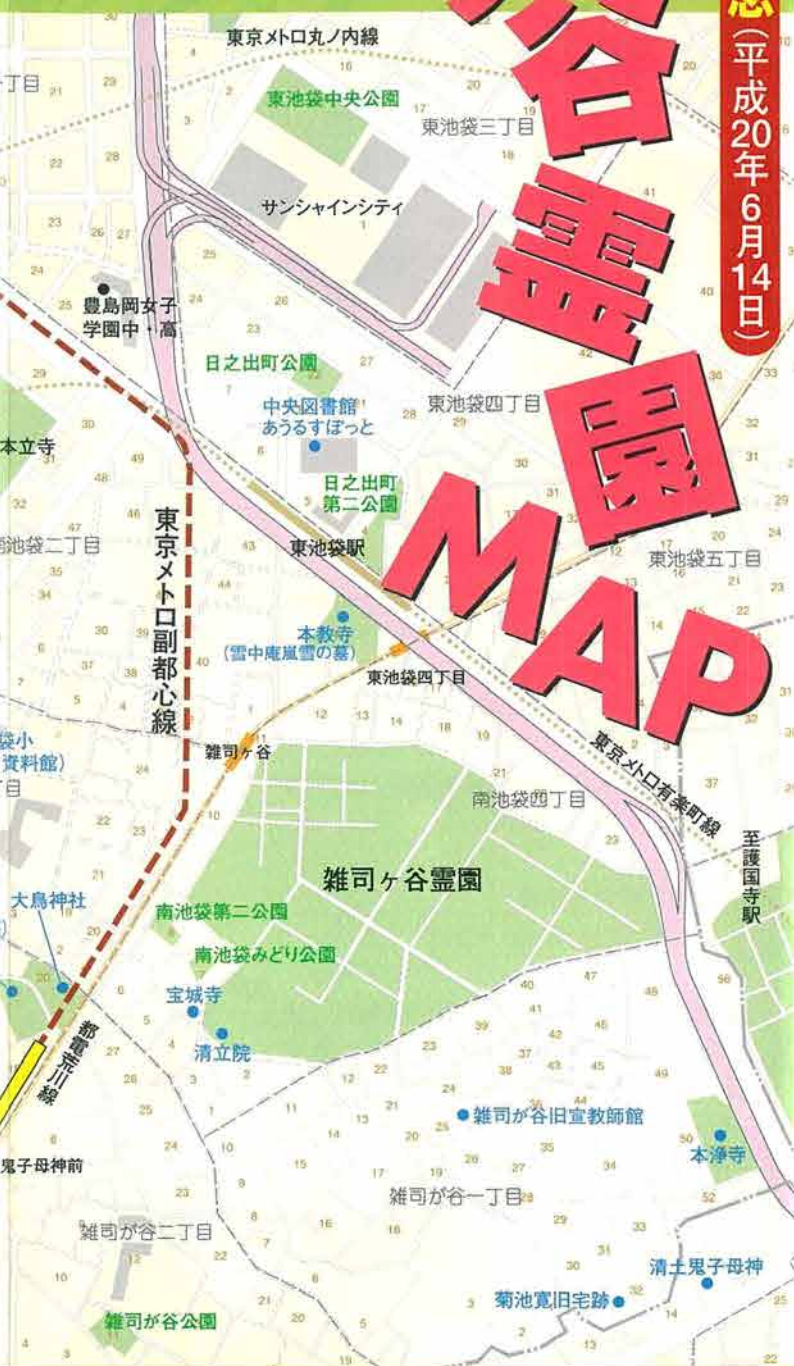 谷霊園
MAP
(平成20年6月14日)
東京メトロ丸ノ内線
東池袋中央公園
東池袋三丁目
サンシャインシティ
豊島岡女子
学園中・高
日之出町公園
中央図書館
あうるすぽっと
東池袋四丁目
本立寺
日之出町
第二公園
池袋二丁目
東京メトロ副都心線
東池袋駅
東池袋五丁目
本教寺
(雪中庵嵐雪の墓)
東池袋四丁目
雑司ヶ谷
袋小
資料館)
東京メトロ有楽町線
南池袋四丁目
至護国寺駅
雑司ヶ谷霊園
大鳥神社
南池袋第二公園
南池袋みどり公園
宝城寺
清立院
都電荒川線
雑司が谷旧宣教師館
本浄寺
鬼子母神前
雑司が谷一丁目
雑司が谷二丁目
清土鬼子母神
菊池寛旧宅跡
雑司が谷公園